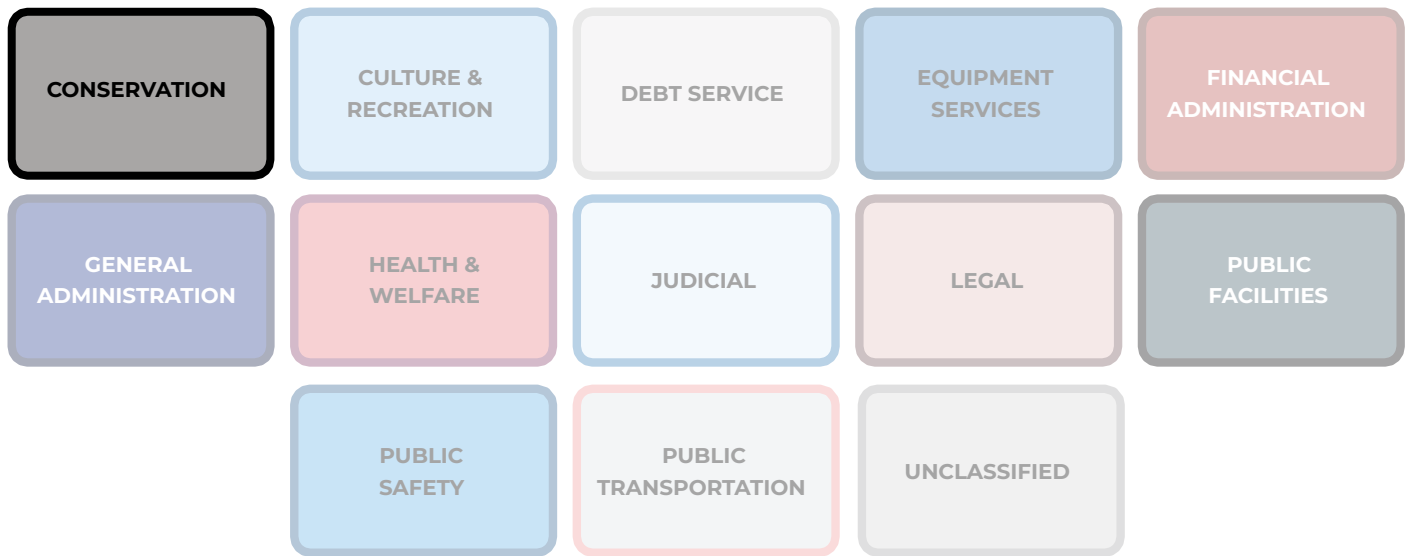 CONSERVATION
CULTURE &
RECREATION
DEBT SERVICE
EQUIPMENT
SERVICES
FINANCIAL
ADMINISTRATION
GENERAL
ADMINISTRATION
HEALTH &
WELFARE
JUDICIAL
LEGAL
PUBLIC
FACILITIES
PUBLIC
SAFETY
PUBLIC
TRANSPORTATION
UNCLASSIFIED